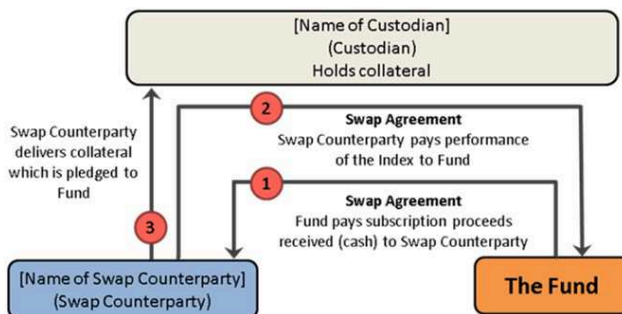 [Name of Custodian]
(Custodian)
Holds collateral
2
Swap Agreement
Swap Counterparty pays performance
of the Index to Fund
Swap Counterparty
delivers collateral
which is pledged to
Fund
1
Swap Agreement
Fund pays subscription proceeds
received (cash) to Swap Counterparty
3
[Name of Swap Counterparty]
(Swap Counterparty)
The Fund